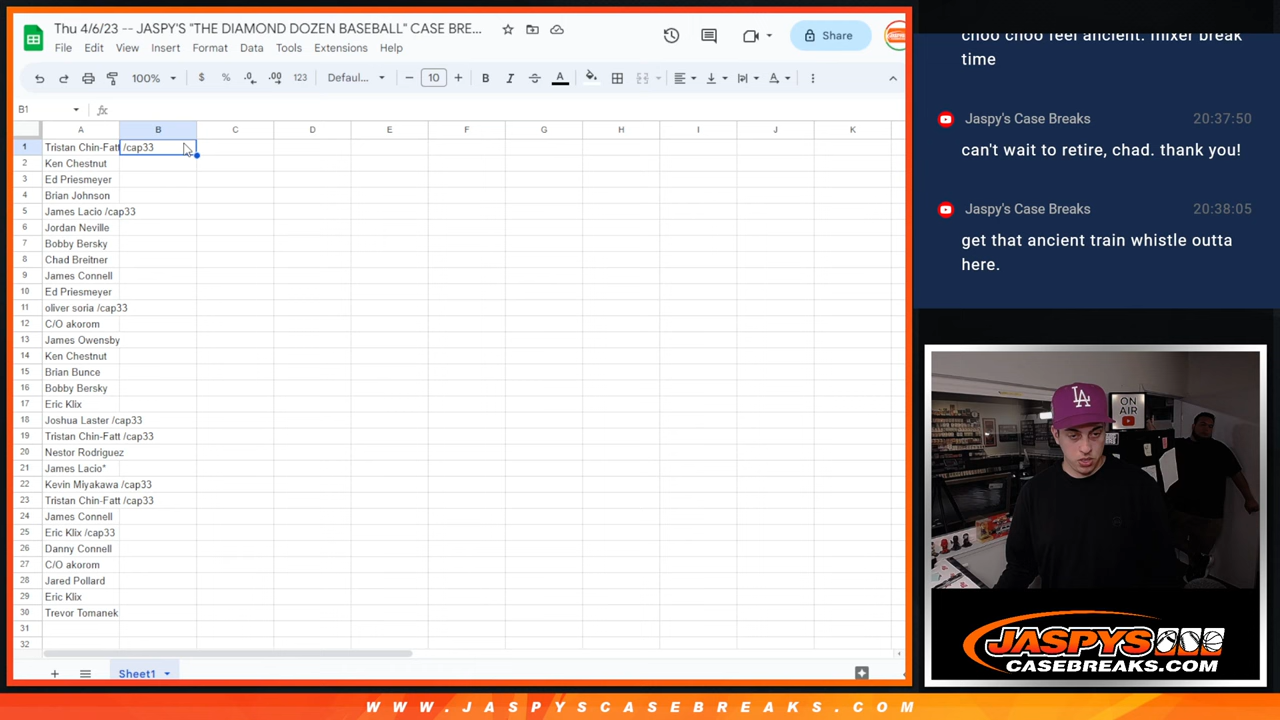 Thu 4/6/23 -- JASPY'S "THE DIAMOND DOZEN BASEBALL" CASE BRE...
File Edit View Insert Format Data Tools Extensions Help
Share
100% $ % .0 .00 123 Defaul... 10 B I A
B1 fx
A B C D E F G H I J K
1 Tristan Chin-Fatt /cap33
2 Ken Chestnut
3 Ed Priesmeyer
4 Brian Johnson
5 James Lacio /cap33
6 Jordan Neville
7 Bobby Bersky
8 Chad Breitner
9 James Connell
10 Ed Priesmeyer
11 oliver soria /cap33
12 C/O akorom
13 James Owensby
14 Ken Chestnut
15 Brian Bunce
16 Bobby Bersky
17 Eric Klix
18 Joshua Laster /cap33
19 Tristan Chin-Fatt /cap33
20 Nestor Rodriguez
21 James Lacio*
22 Kevin Miyakawa /cap33
23 Tristan Chin-Fatt /cap33
24 James Connell
25 Eric Klix /cap33
26 Danny Connell
27 C/O akorom
28 Jared Pollard
29 Eric Klix
30 Trevor Tomanek
31
32
Sheet1
choo choo feel ancient. mixer break
time
Jaspy's Case Breaks 20:37:50
can't wait to retire, chad. thank you!
Jaspy's Case Breaks 20:38:05
get that ancient train whistle outta
here.
LA
ON
AIR
JASPYS
CASEBREAKS.COM
WWW.JASPYSCASEBREAKS.COM